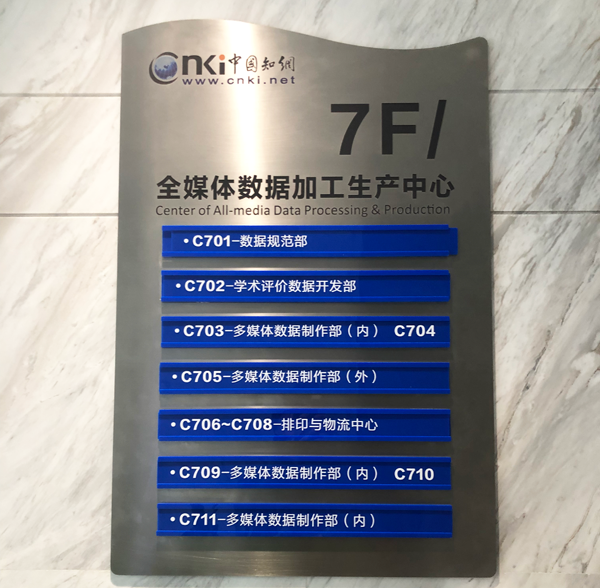 cnki中国知网
www.cnki.net
7F/
全媒体数据加工生产中心
Center of All-media Data Processing & Production
•C701-数据规范部
•C702-学术评价数据开发部
•C703-多媒体数据制作部（内） C704
•C705-多媒体数据制作部（外）
•C706~C708-排印与物流中心
•C709-多媒体数据制作部（内） C710
•C711-多媒体数据制作部（内）